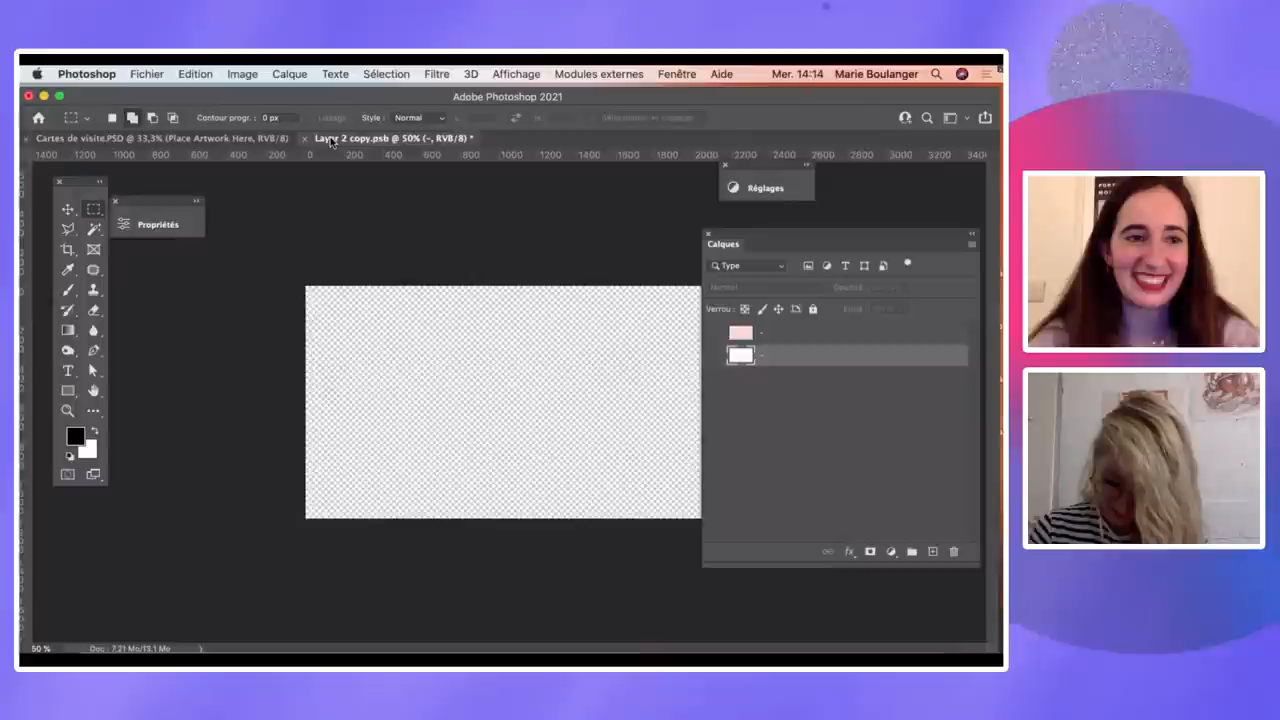 Photoshop Fichier Edition Image Calque Texte Sélection Filtre 3D Affichage Modules externes Fenêtre Aide Mer. 14:14 Marie Boulanger
Adobe Photoshop 2021
Contour progr. : 0 px Lissage Style : Normal
Cartes de visite.PSD @ 33,3% (Place Artwork Here, RVB/8) Layer 2 copy.psb @ 50% (-, RVB/8) *
1400 1200 1000 800 600 400 200 0 200 400 600 800 1000 1200 1400 1600 1800 2000 2200 2400 2600 2800 3000 3200 340
Réglages
Propriétés
Calques
Type
Normal
Verrou :
-
-
T
50 % Doc : 7,21 Mo/13,1 Mo